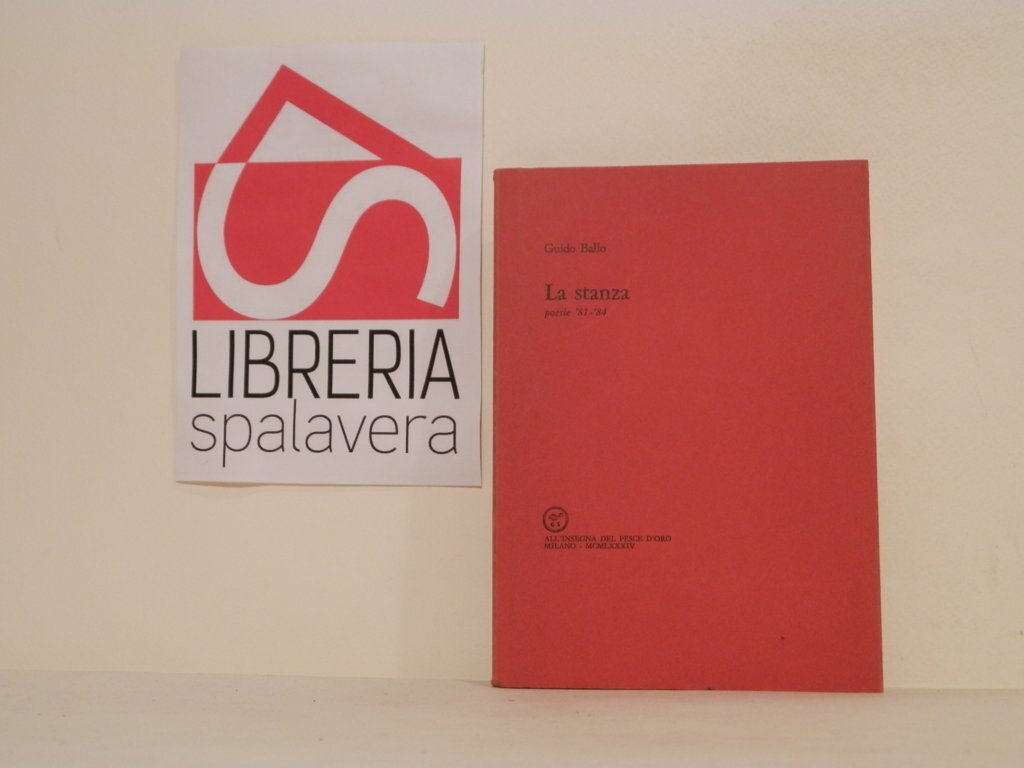 LIBRERIA
spalavera
Guido Ballo
La stanza
poesie '81-'84
ALL'INSEGNA DEL PESCE D'ORO
MILANO - MCMLXXXIV